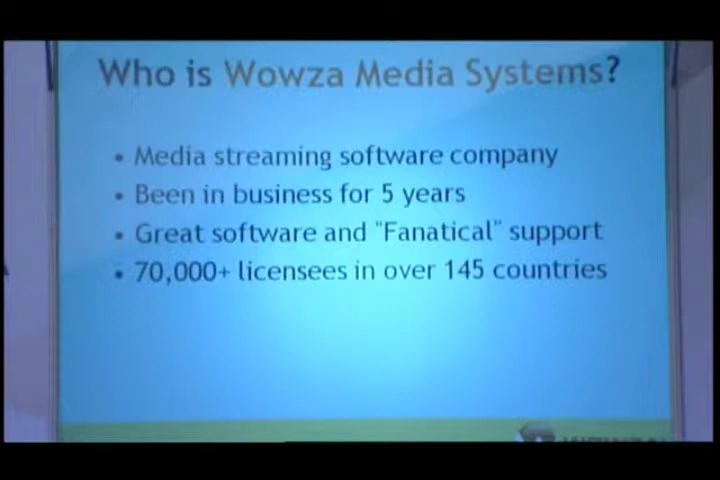 Who is Wowza Media Systems?
• Media streaming software company
• Been in business for 5 years
• Great software and "Fanatical" support
• 70,000+ licensees in over 145 countries